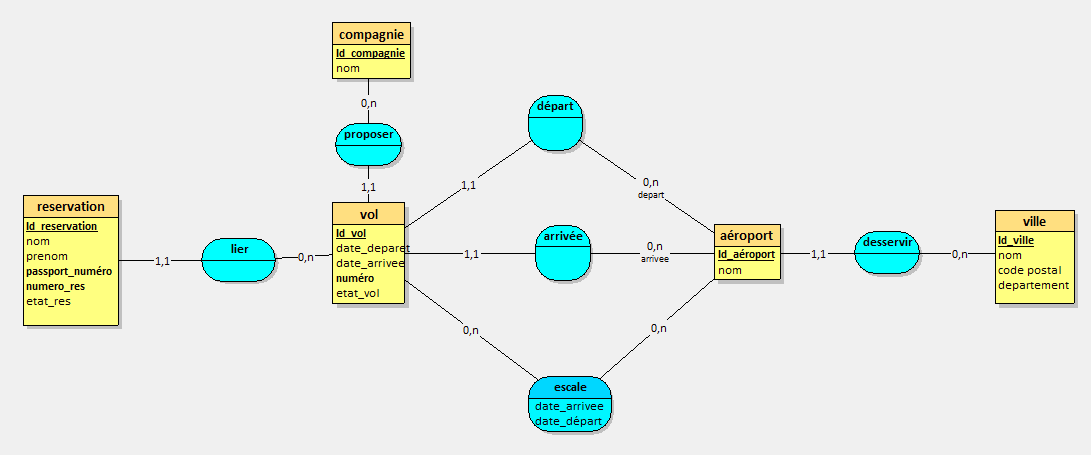 compagnie
Id_compagnie
nom
0,n
proposer
1,1
départ
1,1
0,n
depart
reservation
Id_reservation
nom
prenom
passport_numéro
numero_res
etat_res
1,1
lier
0,n
vol
Id_vol
date_deparet
date_arrivee
numéro
etat_vol
1,1
arrivée
0,n
arrivee
aéroport
Id_aéroport
nom
1,1
desservir
0,n
ville
Id_ville
nom
code postal
departement
0,n
0,n
escale
date_arrivee
date_départ